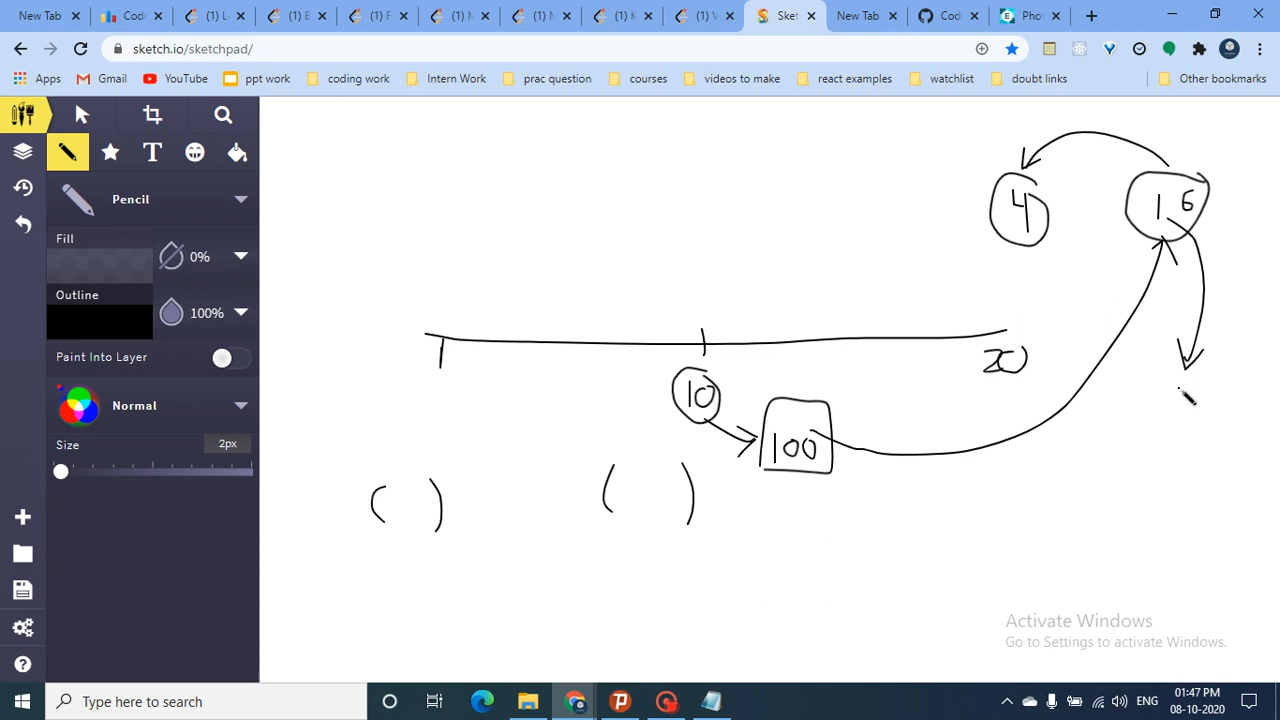 New Tab
Code
(1) L
(1) E
(1) F
(1) N
(1) N
(1) K
(1) V
Sket
New Tab
Cod
Phot
sketch.io/sketchpad/
Apps Gmail YouTube ppt work coding work Intern Work prac question courses videos to make react examples watchlist doubt links Other bookmarks
Pencil
Fill
0%
Outline
100%
Paint Into Layer
Normal
Size
2px
4
16
1
20
10
100
( )
( )
Activate Windows
Go to Settings to activate Windows.
Type here to search
ENG
01:47 PM
08-10-2020